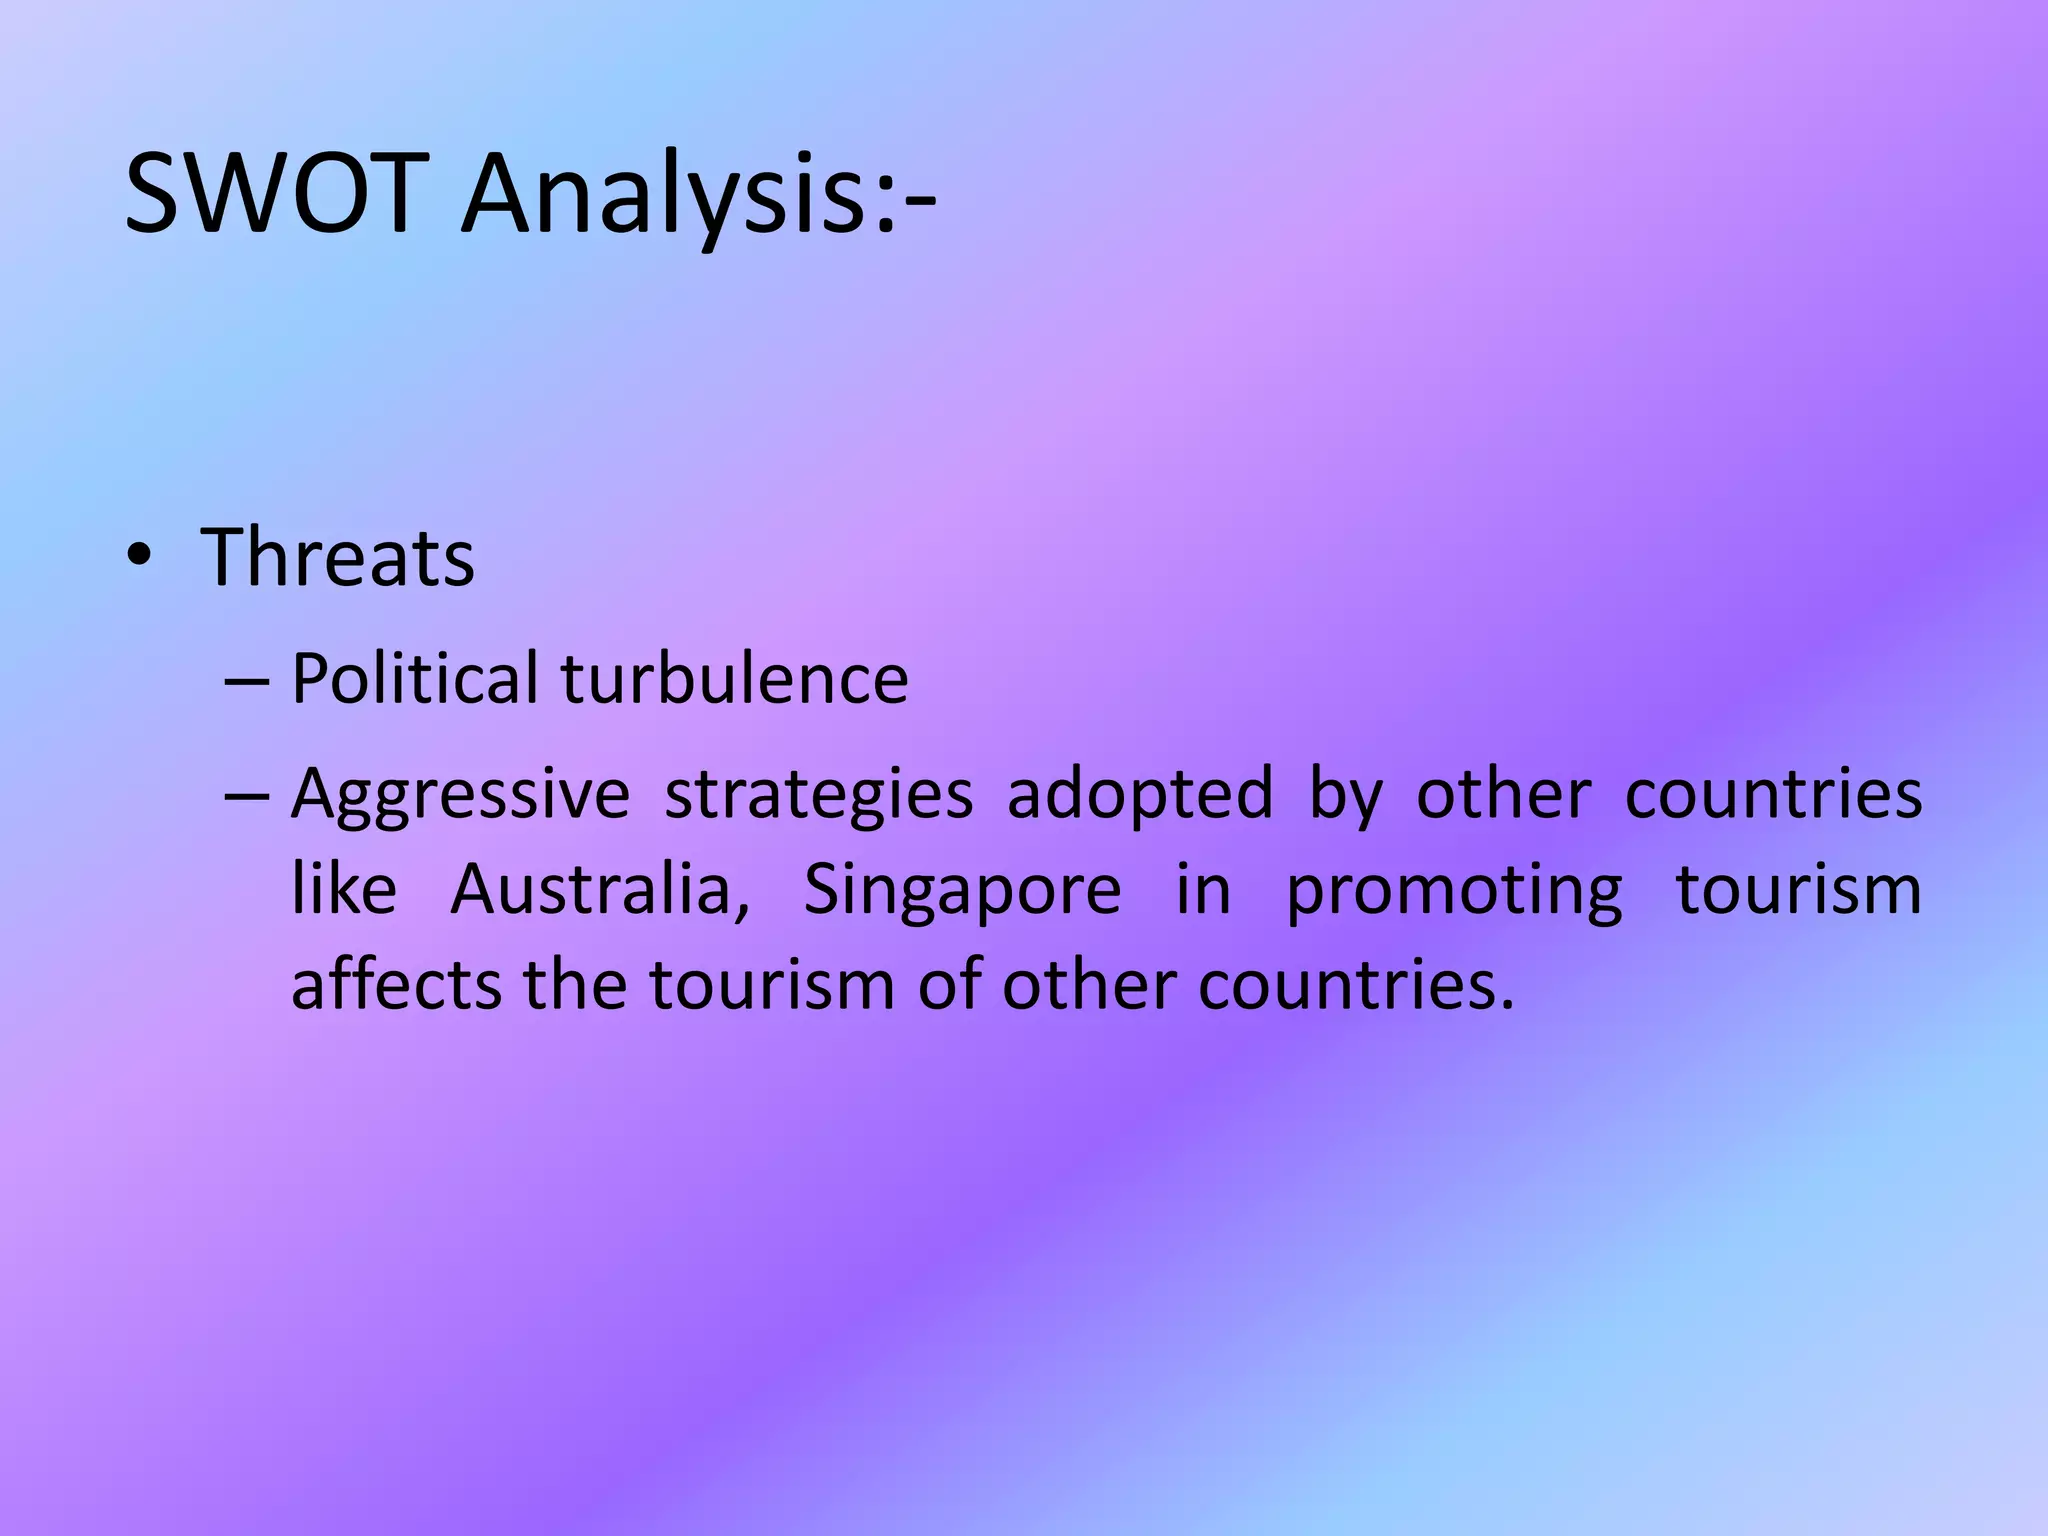 SWOT Analysis:-
• Threats
– Political turbulence
– Aggressive strategies adopted by other countries
like Australia, Singapore in promoting tourism
affects the tourism of other countries.